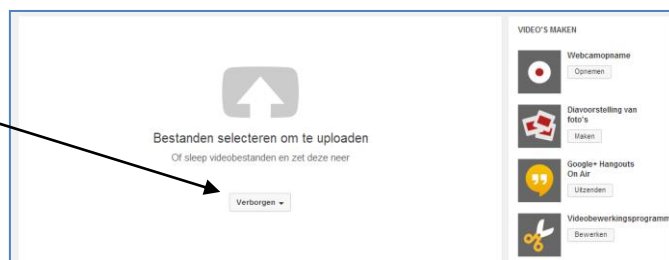 Bestanden selecteren om te uploaden
Of sleep videobestanden en zet deze neer
Verborgen
VIDEO'S MAKEN
Webcamopname
Opnemen
Diavoorstelling van
foto's
Maken
Google+ Hangouts
On Air
Uitzenden
Videobewerkingsprogramm
Bewerken